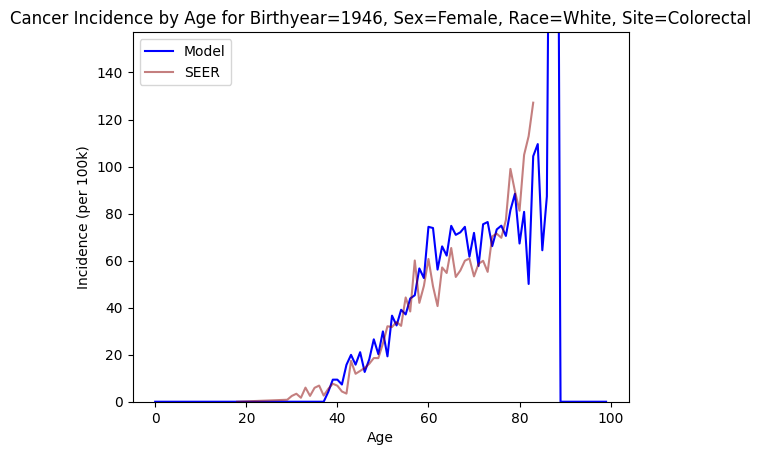 Cancer Incidence by Age for Birthyear=1946, Sex=Female, Race=White, Site=Colorectal
Model
SEER
140
120
100
80
60
40
20
0
Incidence (per 100k)
0 20 40 60 80 100
Age